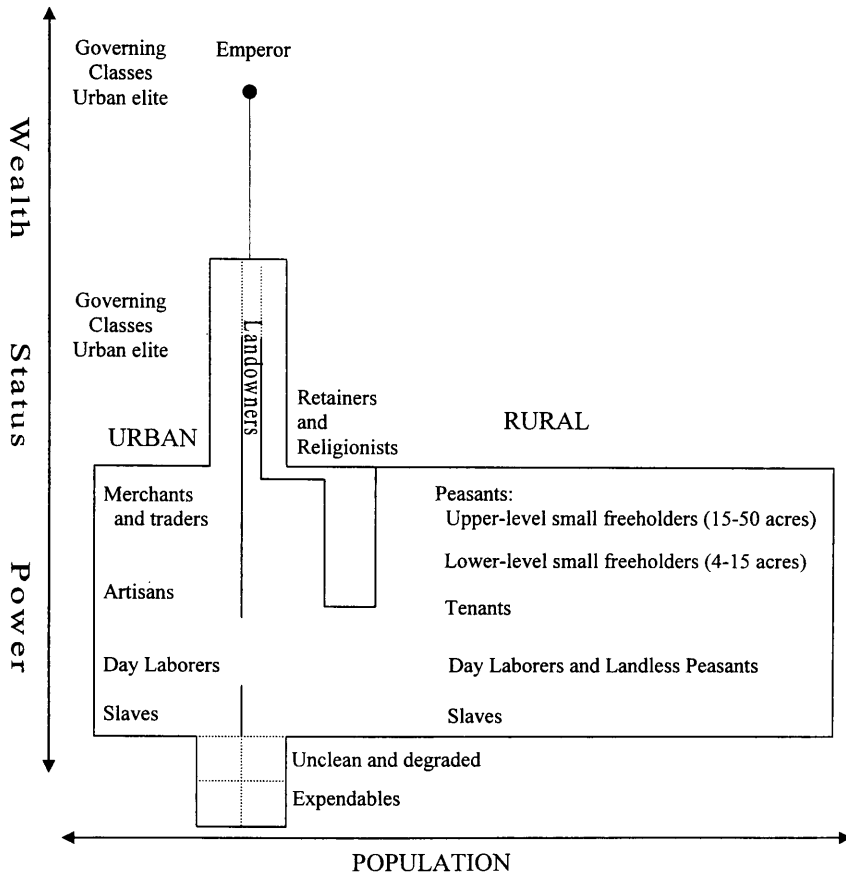 Governing
Classes
Urban elite
Emperor
Wealth
Status
Power
Governing
Classes
Urban elite
Landowners
Retainers
and
Religionists
URBAN
RURAL
Merchants
and traders
Artisans
Day Laborers
Slaves
Peasants:
Upper-level small freeholders (15-50 acres)
Lower-level small freeholders (4-15 acres)
Tenants
Day Laborers and Landless Peasants
Slaves
Unclean and degraded
Expendables
POPULATION